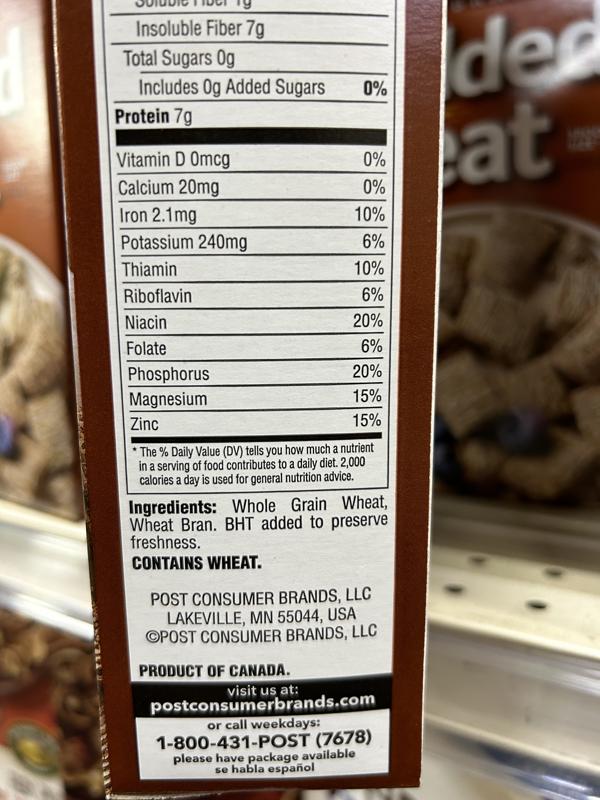 Soluble Fiber 1g
Insoluble Fiber 7g
Total Sugars 0g
Includes 0g Added Sugars 0%
Protein 7g
Vitamin D 0mcg 0%
Calcium 20mg 0%
Iron 2.1mg 10%
Potassium 240mg 6%
Thiamin 10%
Riboflavin 6%
Niacin 20%
Folate 6%
Phosphorus 20%
Magnesium 15%
Zinc 15%
* The % Daily Value (DV) tells you how much a nutrient
in a serving of food contributes to a daily diet. 2,000
calories a day is used for general nutrition advice.
Ingredients: Whole Grain Wheat,
Wheat Bran. BHT added to preserve
freshness.
CONTAINS WHEAT.
POST CONSUMER BRANDS, LLC
LAKEVILLE, MN 55044, USA
©POST CONSUMER BRANDS, LLC
PRODUCT OF CANADA.
visit us at:
postconsumerbrands.com
or call weekdays:
1-800-431-POST (7678)
please have package available
se habla español
dded
eat
d